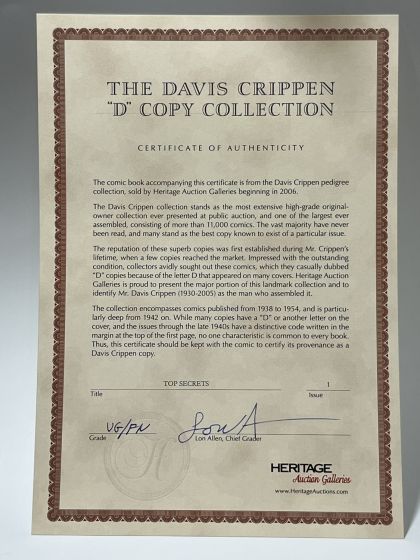 THE DAVIS CRIPPEN
"D" COPY COLLECTION
CERTIFICATE OF AUTHENTICITY
The comic book accompanying this certificate is from the Davis Crippen pedigree
collection, sold by Heritage Auction Galleries beginning in 2006.
The Davis Crippen collection stands as the most extensive high-grade original-
owner collection ever presented at public auction, and one of the largest ever
assembled, consisting of more than 11,000 comics. The vast majority have never
been read, and many stand as the best copy known to exist of a particular issue.
The reputation of these superb copies was first established during Mr. Crippen's
lifetime, when a few copies reached the market. Impressed with the outstanding
condition, collectors avidly sought out these comics, which they casually dubbed
"D" copies because of the letter D that appeared on many covers. Heritage Auction
Galleries is proud to present the major portion of this landmark collection and to
identify Mr. Davis Crippen (1930-2005) as the man who assembled it.
The collection encompasses comics published from 1938 to 1954, and is particu-
larly deep from 1942 on. While many copies have a "D" or another letter on the
cover, and the issues through the late 1940s have a distinctive code written in the
margin at the top of the first page, no one characteristic is common to every book.
Thus, this certificate should be kept with the comic to certify its provenance as a
Davis Crippen copy.
TOP SECRETS 1
Title Issue
VG/FN
Grade Lon Allen, Chief Grader
HERITAGE
Auction Galleries
www.HeritageAuctions.com